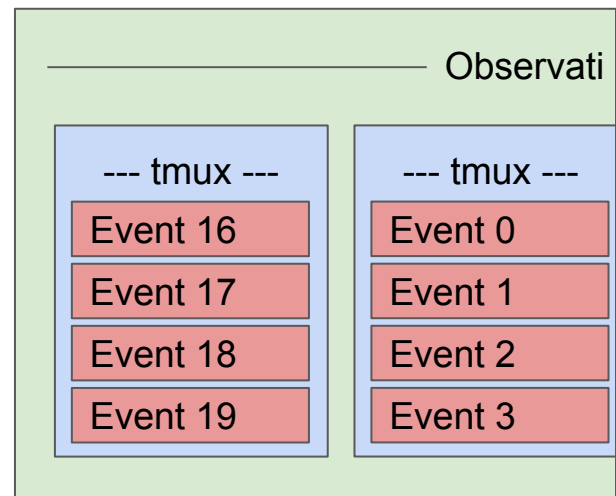 Observati
--- tmux ---
Event 16
Event 17
Event 18
Event 19
--- tmux ---
Event 0
Event 1
Event 2
Event 3